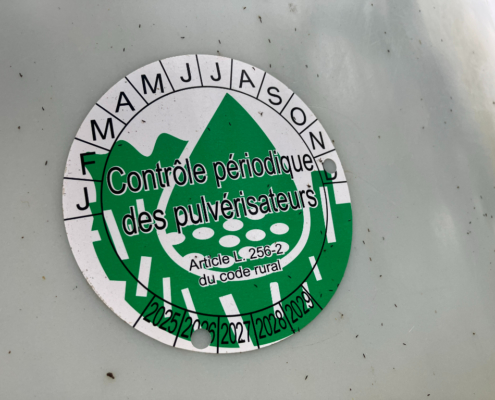 J F M A M J J A S O N D
Contrôle périodique
des pulvérisateurs
Article L. 256-2
du code rural
2025 2026 2027 2028 2029